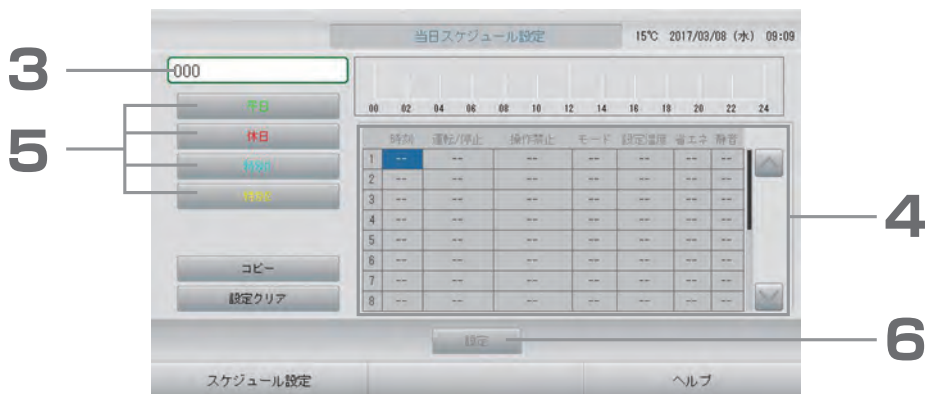 当日スケジュール設定 15℃ 2017/03/08 (水) 09:09
3
000
00 02 04 06 08 10 12 14 16 18 20 22 24
5
平日
休日
特別1
特別2
コピー
設定クリア
時刻 運転/停止 操作禁止 モード 設定温度 省エネ 静音
1 -- -- -- -- -- -- --
2 -- -- -- -- -- -- --
3 -- -- -- -- -- -- --
4 -- -- -- -- -- -- --
5 -- -- -- -- -- -- --
6 -- -- -- -- -- -- --
7 -- -- -- -- -- -- --
8 -- -- -- -- -- -- --
4
設定
6
スケジュール設定 ヘルプ